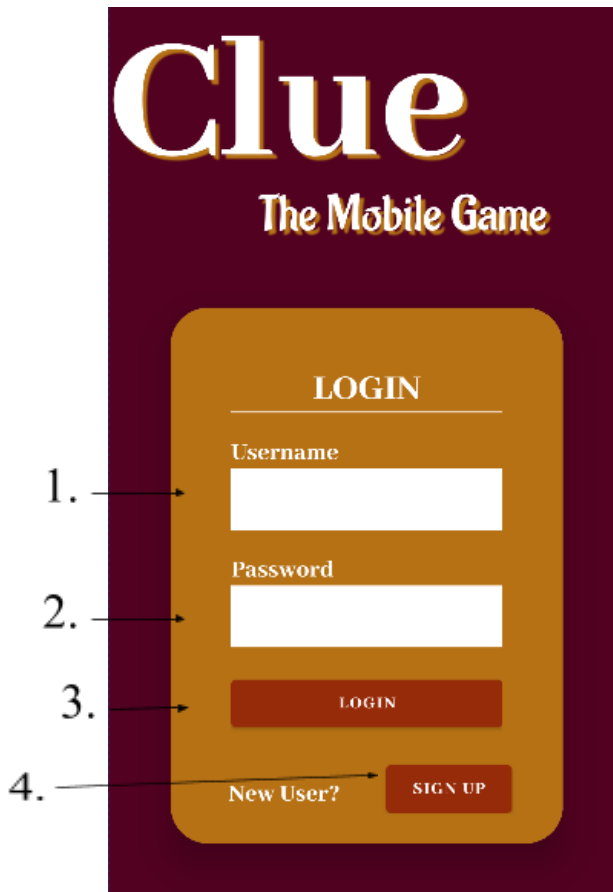 Clue
The Mobile Game
LOGIN
Username
1.
Password
2.
3. LOGIN
4. New User? SIGN UP